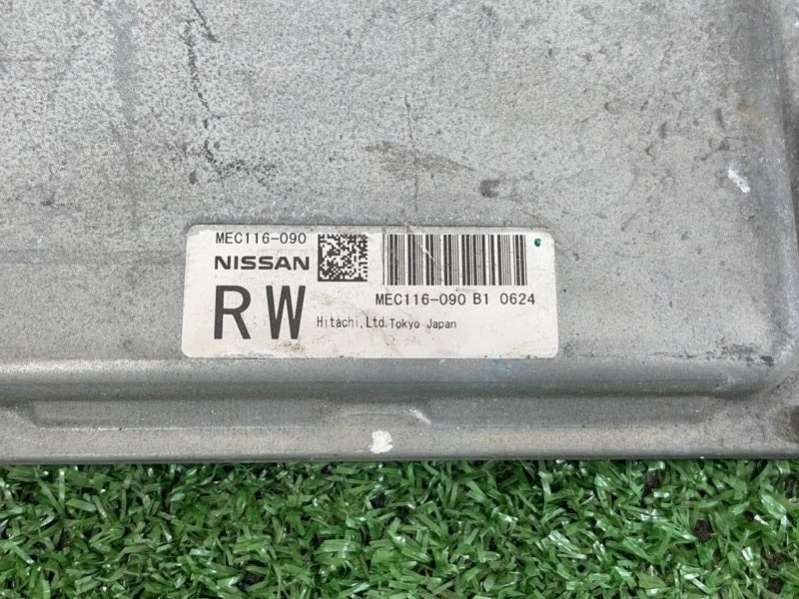 MEC116-090
NISSAN
RW
MEC116-090 B1 0624
Hitachi,Ltd.Tokyo Japan